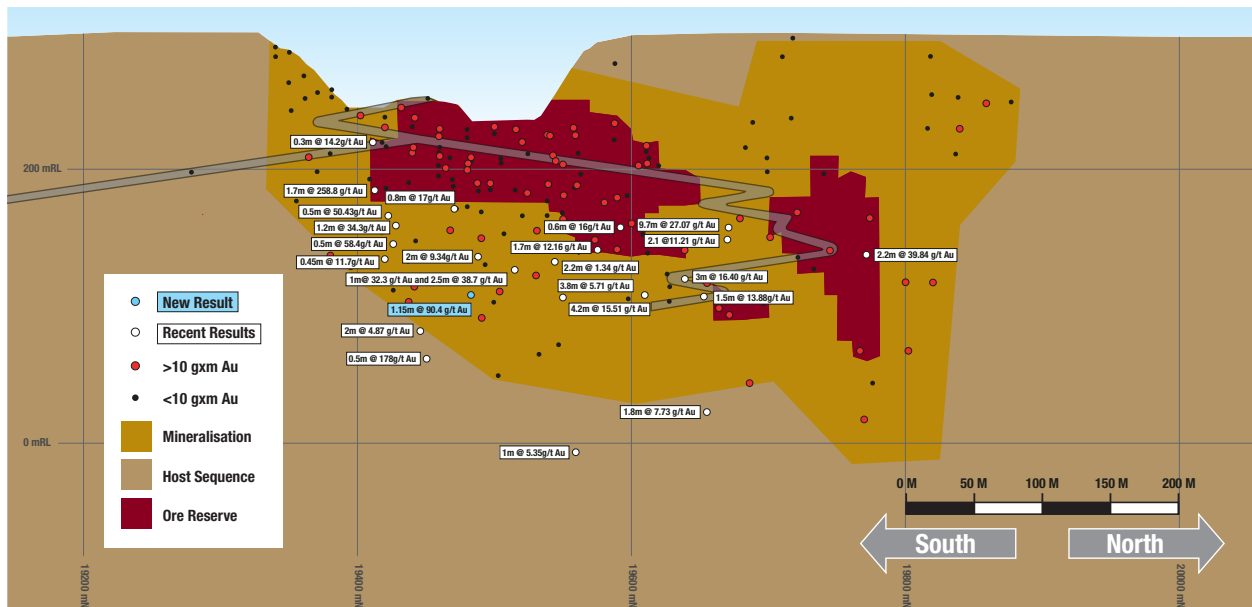 0.3m @ 14.2g/t Au
200 mRL
1.7m @ 258.8 g/t Au
0.8m @ 17g/t Au
0.5m @ 50.43g/t Au
1.2m @ 34.3g/t Au
0.6m @ 16g/t Au
9.7m @ 27.07 g/t Au
0.5m @ 58.4g/t Au
2.1 @11.21 g/t Au
1.7m @ 12.16 g/t Au
2.2m @ 39.84 g/t Au
0.45m @ 11.7g/t Au
2m @ 9.34g/t Au
2.2m @ 1.34 g/t Au
1m@ 32.3 g/t Au and 2.5m @ 38.7 g/t Au
3m @ 16.40 g/t Au
3.8m @ 5.71 g/t Au
1.5m @ 13.88g/t Au
1.15m @ 90.4 g/t Au
4.2m @ 15.51 g/t Au
2m @ 4.87 g/t Au
0.5m @ 178g/t Au
1.8m @ 7.73 g/t Au
0 mRL
1m @ 5.35g/t Au
New Result
Recent Results
>10 gxm Au
<10 gxm Au
Mineralisation
Host Sequence
Ore Reserve
0 M 50 M 100 M 150 M 200 M
South North
19200 mN 19400 mN 19600 mN 19800 mN 20000 mN